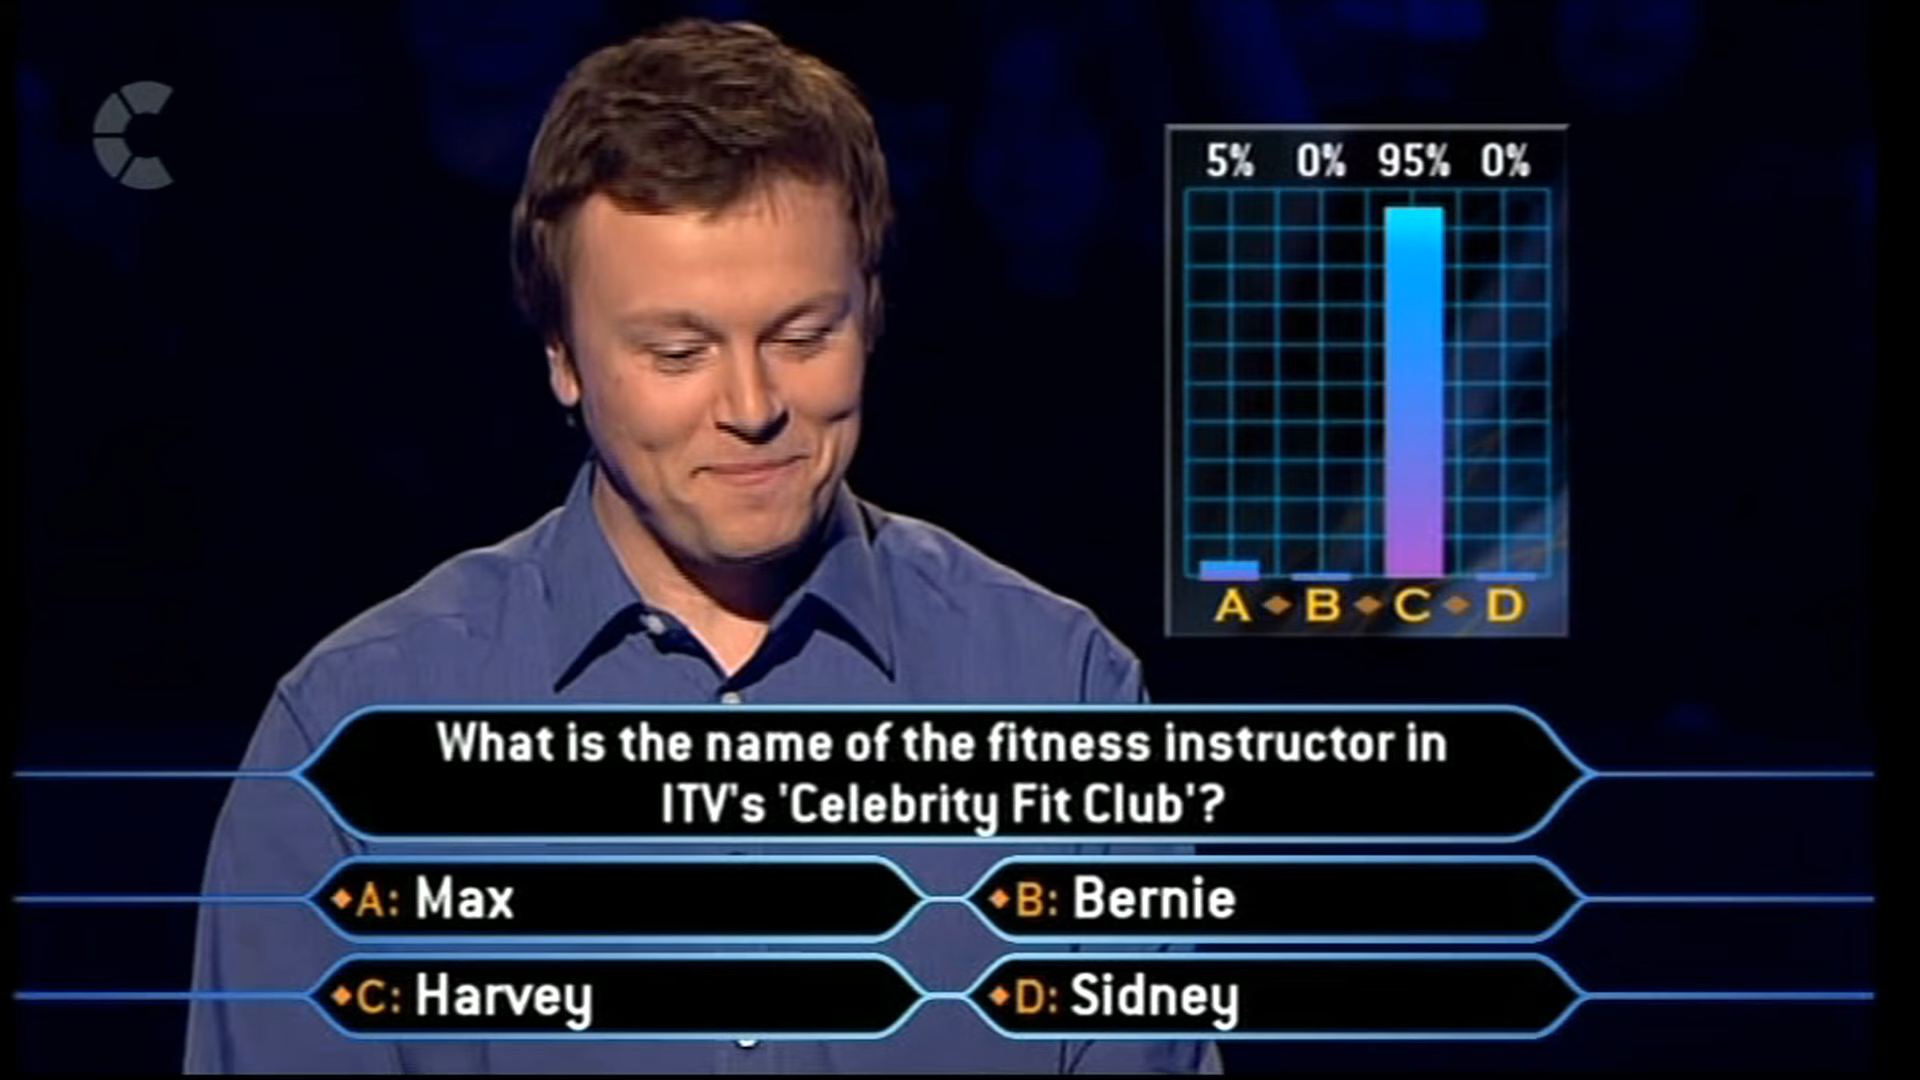 5% 0% 95% 0%
A B C D
What is the name of the fitness instructor in
ITV's 'Celebrity Fit Club'?
A: Max
B: Bernie
C: Harvey
D: Sidney